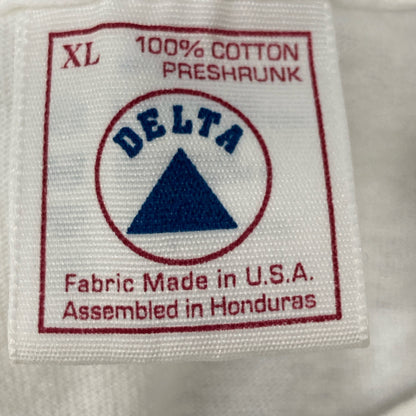 XL
100% COTTON
PRESHRUNK
DELTA
Fabric Made in U.S.A.
Assembled in Honduras